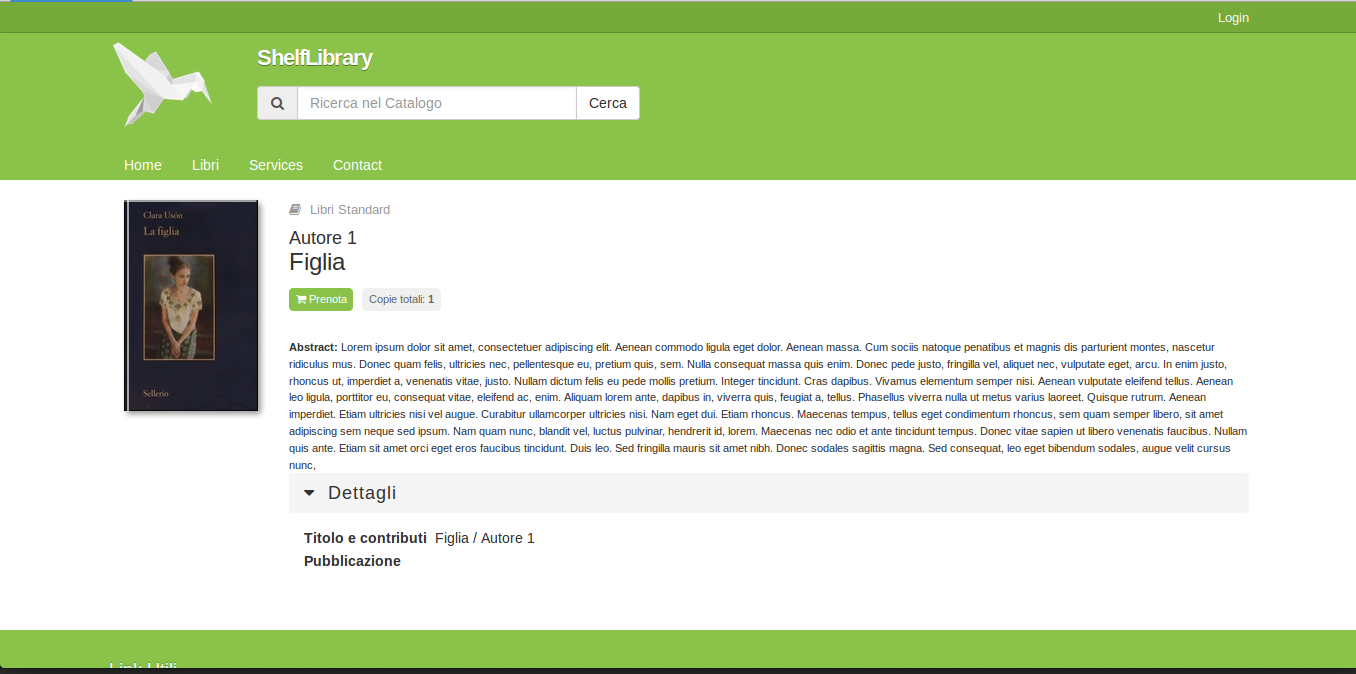 Login
ShelfLibrary
Ricerca nel Catalogo
Cerca
Home Libri Services Contact
Clara Usón
La figlia
Sellerio
Libri Standard
Autore 1
Figlia
Prenota Copie totali: 1
Abstract: Lorem ipsum dolor sit amet, consectetuer adipiscing elit. Aenean commodo ligula eget dolor. Aenean massa. Cum sociis natoque penatibus et magnis dis parturient montes, nascetur
ridiculus mus. Donec quam felis, ultricies nec, pellentesque eu, pretium quis, sem. Nulla consequat massa quis enim. Donec pede justo, fringilla vel, aliquet nec, vulputate eget, arcu. In enim justo,
rhoncus ut, imperdiet a, venenatis vitae, justo. Nullam dictum felis eu pede mollis pretium. Integer tincidunt. Cras dapibus. Vivamus elementum semper nisi. Aenean vulputate eleifend tellus. Aenean
leo ligula, porttitor eu, consequat vitae, eleifend ac, enim. Aliquam lorem ante, dapibus in, viverra quis, feugiat a, tellus. Phasellus viverra nulla ut metus varius laoreet. Quisque rutrum. Aenean
imperdiet. Etiam ultricies nisi vel augue. Curabitur ullamcorper ultricies nisi. Nam eget dui. Etiam rhoncus. Maecenas tempus, tellus eget condimentum rhoncus, sem quam semper libero, sit amet
adipiscing sem neque sed ipsum. Nam quam nunc, blandit vel, luctus pulvinar, hendrerit id, lorem. Maecenas nec odio et ante tincidunt tempus. Donec vitae sapien ut libero venenatis faucibus. Nullam
quis ante. Etiam sit amet orci eget eros faucibus tincidunt. Duis leo. Sed fringilla mauris sit amet nibh. Donec sodales sagittis magna. Sed consequat, leo eget bibendum sodales, augue velit cursus
nunc,
Dettagli
Titolo e contributi Figlia / Autore 1
Pubblicazione
Link Utili